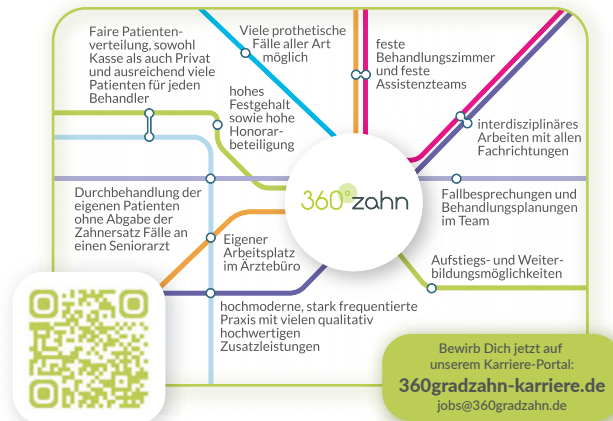 Faire Patienten-
verteilung, sowohl
Kasse als auch Privat
und ausreichend viele
Patienten für jeden
Behandler
Viele prothetische
Fälle aller Art
möglich
feste
Behandlungszimmer
und feste
Assistenzteams
hohes
Festgehalt
sowie hohe
Honorar-
beteiligung
interdisziplinäres
Arbeiten mit allen
Fachrichtungen
360°zahn
Durchbehandlung der
eigenen Patienten
ohne Abgabe der
Zahnersatz Fälle an
einen Seniorarzt
Fallbesprechungen und
Behandlungsplanungen
im Team
Eigener
Arbeitsplatz
im Ärztebüro
Aufstiegs- und Weiter-
bildungsmöglichkeiten
hochmoderne, stark frequentierte
Praxis mit vielen qualitativ
hochwertigen
Zusatzleistungen
Bewirb Dich jetzt auf
unserem Karriere-Portal:
360gradzahn-karriere.de
jobs@360gradzahn.de